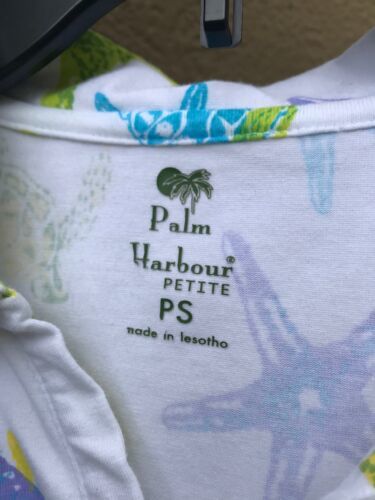 Palm
Harbour®
PETITE
PS
made in lesotho